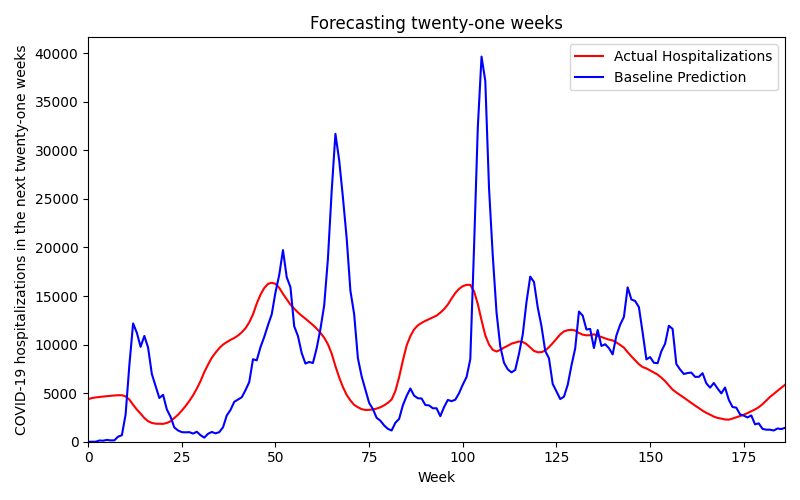 Forecasting twenty-one weeks
COVID-19 hospitalizations in the next twenty-one weeks
40000
35000
30000
25000
20000
15000
10000
5000
0
Actual Hospitalizations
Baseline Prediction
0 25 50 75 100 125 150 175
Week